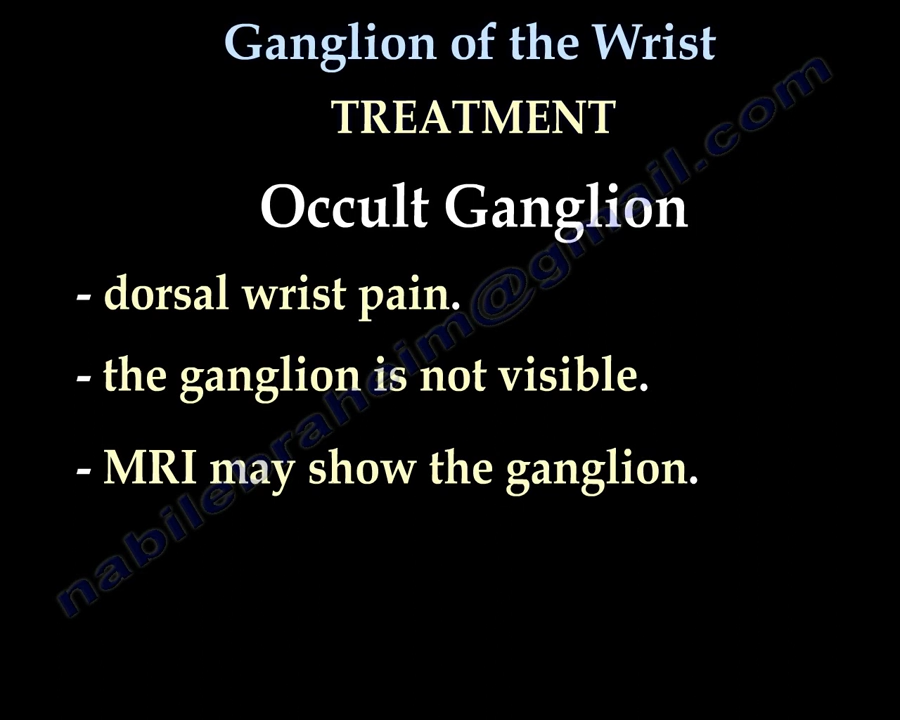 Ganglion of the Wrist
TREATMENT
Occult Ganglion
- dorsal wrist pain.
- the ganglion is not visible.
- MRI may show the ganglion.
nabilebraheim@gmail.com